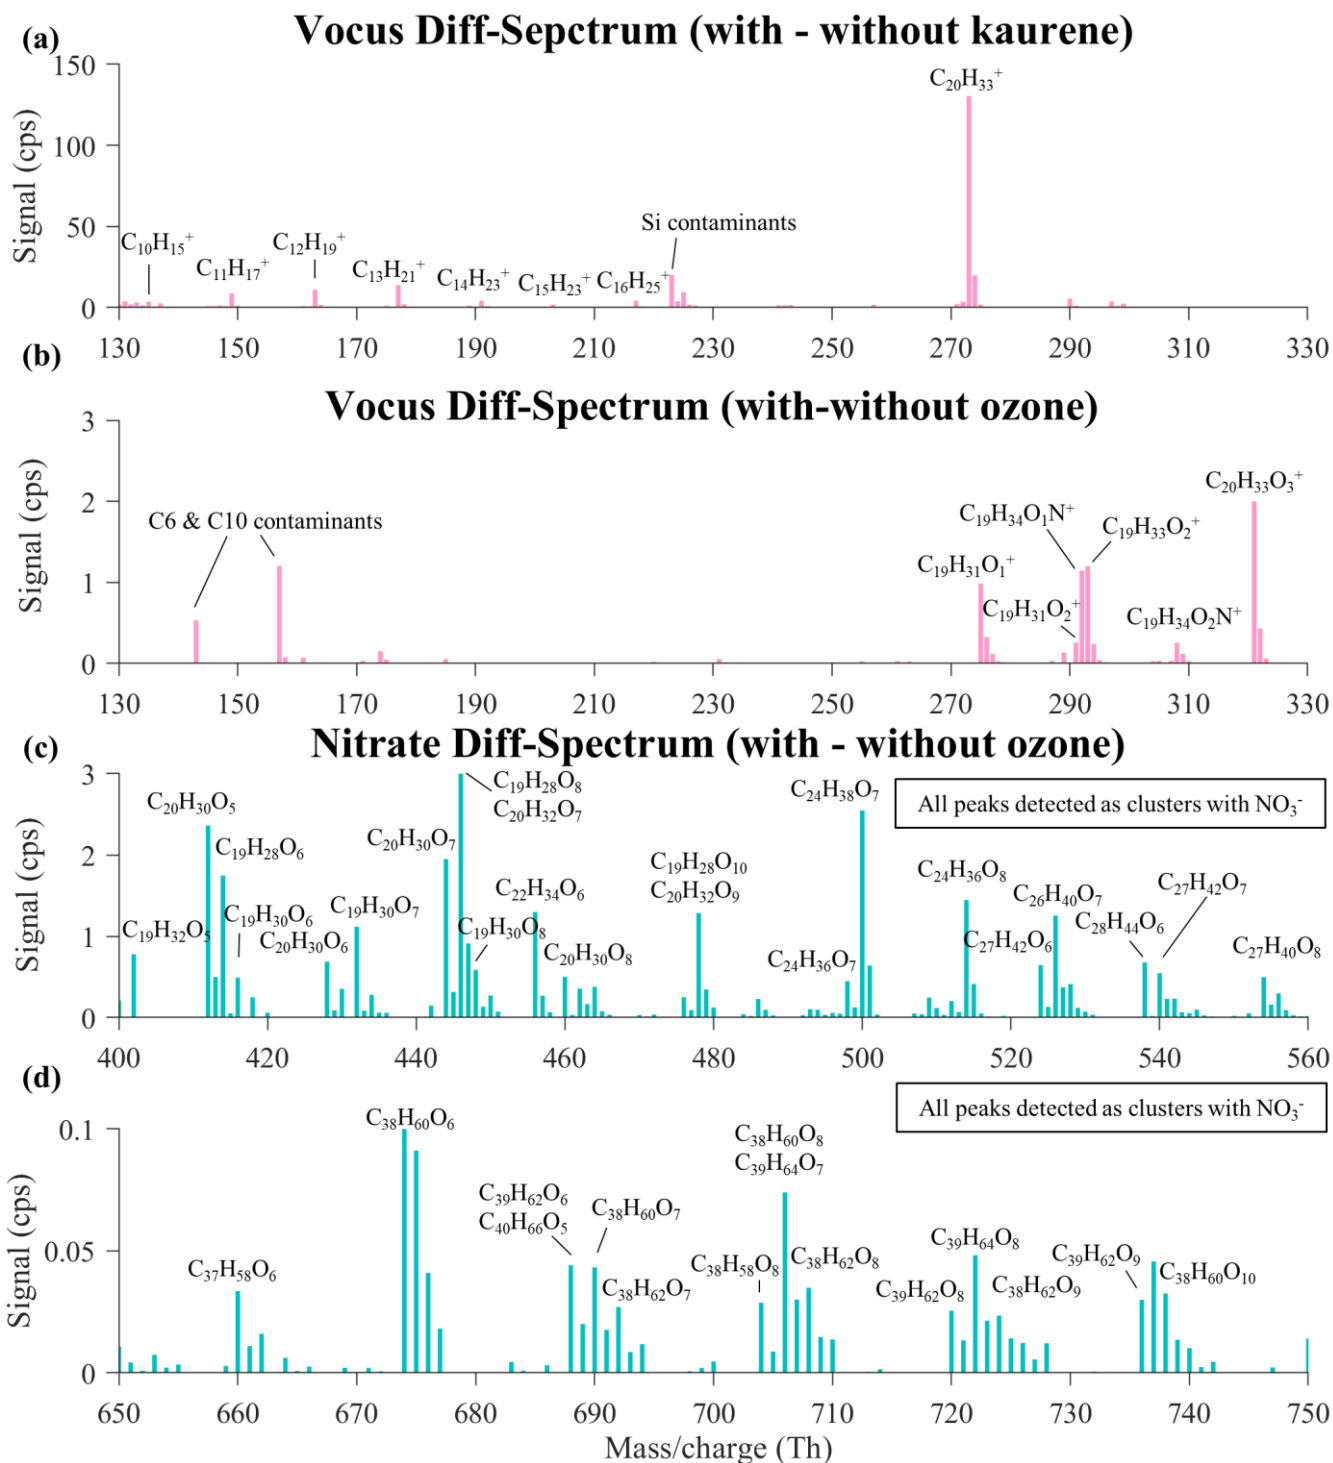 (a)
Vocus Diff-Sepctrum (with - without kaurene)
Signal (cps)
150
100
50
0
C₁₀H₁₅⁺
C₁₁H₁₇⁺
C₁₂H₁₉⁺
C₁₃H₂₁⁺
C₁₄H₂₃⁺
C₁₅H₂₃⁺
C₁₆H₂₅⁺
Si contaminants
C₂₀H₃₃⁺
130 150 170 190 210 230 250 270 290 310 330
(b)
Vocus Diff-Spectrum (with-without ozone)
Signal (cps)
3
2
1
0
C6 & C10 contaminants
C₁₉H₃₁O₁⁺
C₁₉H₃₄O₁N⁺
C₁₉H₃₁O₂⁺
C₁₉H₃₃O₂⁺
C₁₉H₃₄O₂N⁺
C₂₀H₃₃O₃⁺
130 150 170 190 210 230 250 270 290 310 330
(c)
Nitrate Diff-Spectrum (with - without ozone)
Signal (cps)
3
2
1
0
C₁₉H₃₂O₅
C₂₀H₃₀O₅
C₁₉H₂₈O₆
C₁₉H₃₀O₆
C₂₀H₃₀O₆
C₁₉H₃₀O₇
C₂₀H₃₀O₇
C₁₉H₂₈O₈
C₂₀H₃₂O₇
C₁₉H₃₀O₈
C₂₂H₃₄O₆
C₂₀H₃₀O₈
C₁₉H₂₈O₁₀
C₂₀H₃₂O₉
C₂₄H₃₆O₇
C₂₄H₃₈O₇
C₂₄H₃₆O₈
C₂₇H₄₂O₆
C₂₆H₄₀O₇
C₂₈H₄₄O₆
C₂₇H₄₂O₇
C₂₇H₄₀O₈
All peaks detected as clusters with NO₃⁻
400 420 440 460 480 500 520 540 560
(d)
Signal (cps)
0.1
0.05
0
C₃₇H₅₈O₆
C₃₈H₆₀O₆
C₃₉H₆₂O₆
C₄₀H₆₆O₅
C₃₈H₆₀O₇
C₃₈H₆₂O₇
C₃₈H₅₈O₈
C₃₈H₆₀O₈
C₃₉H₆₄O₇
C₃₈H₆₂O₈
C₃₉H₆₂O₈
C₃₉H₆₄O₈
C₃₈H₆₂O₉
C₃₉H₆₂O₉
C₃₈H₆₀O₁₀
All peaks detected as clusters with NO₃⁻
650 660 670 680 690 700 710 720 730 740 750
Mass/charge (Th)